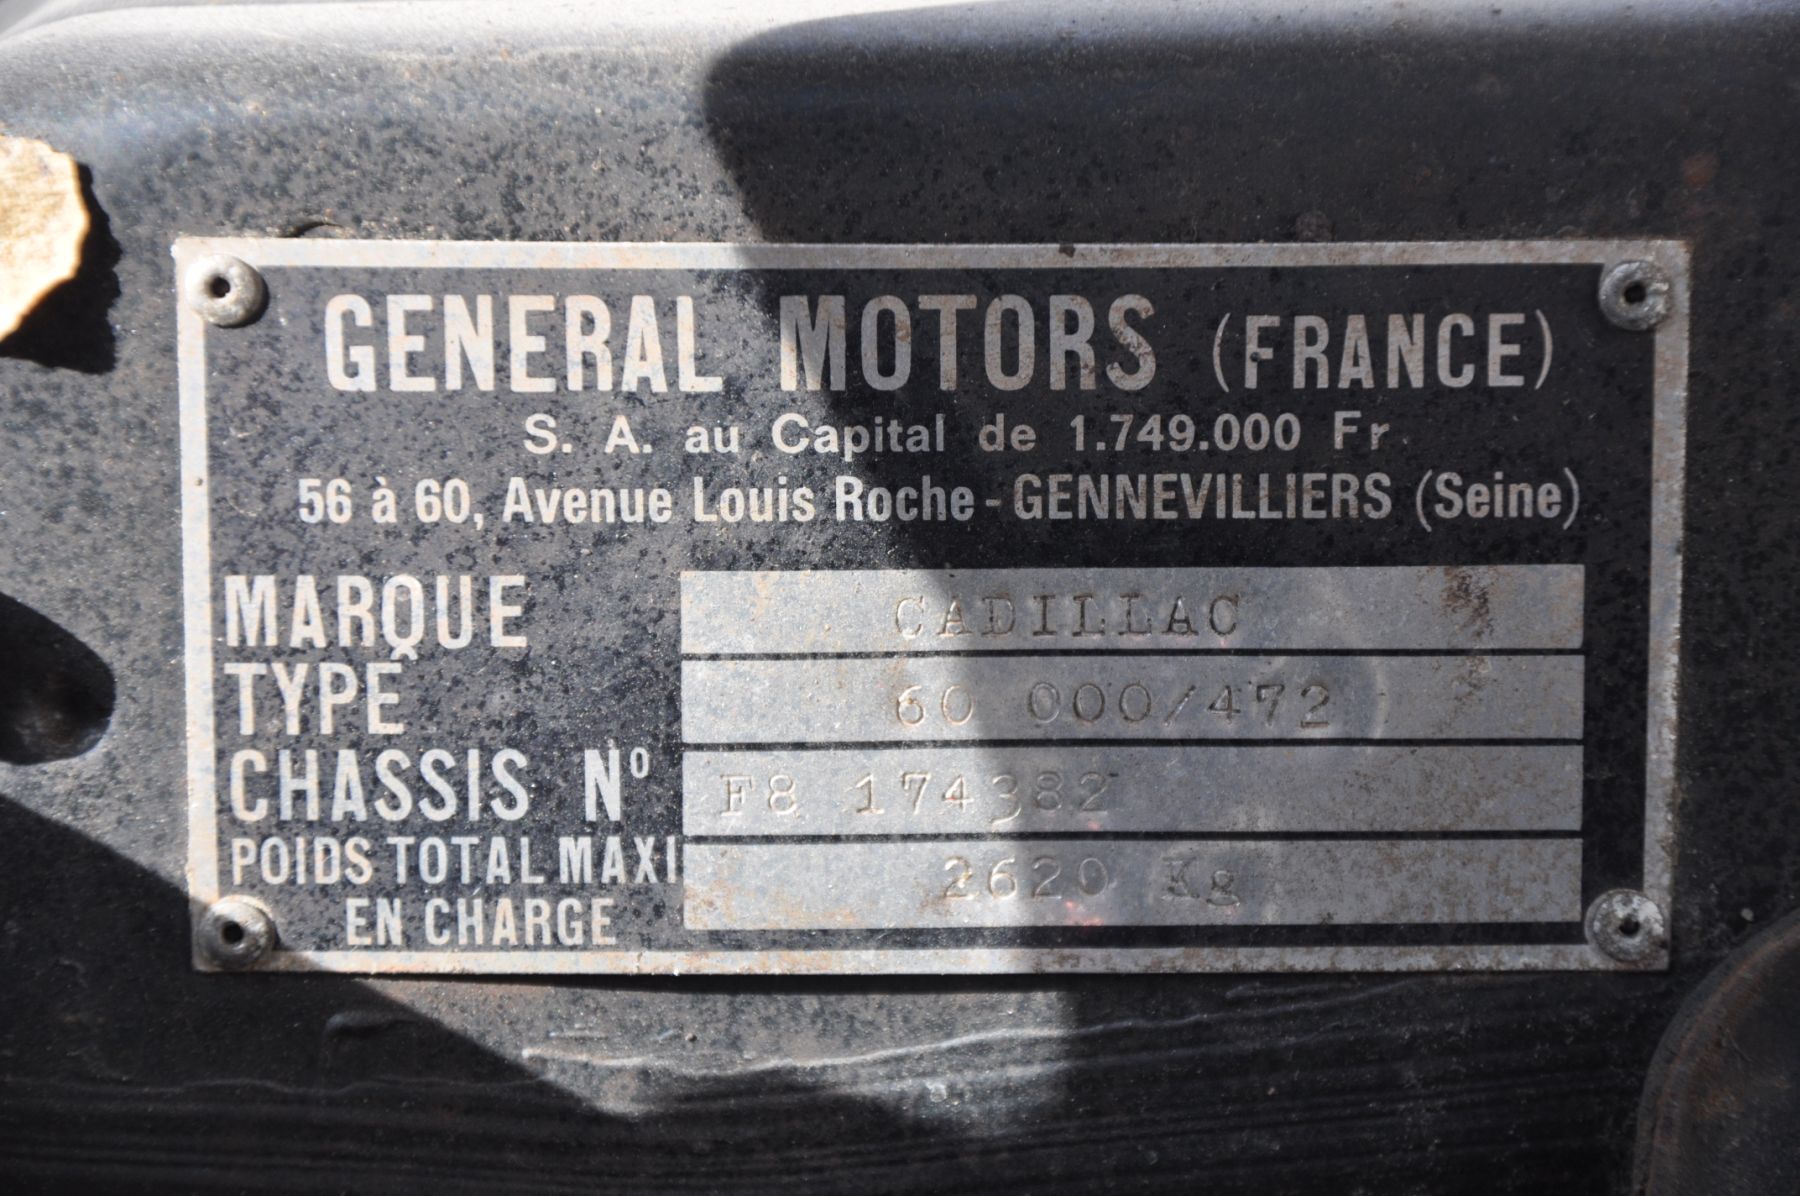 GENERAL MOTORS (FRANCE)
S. A. au Capital de 1.749.000 Fr
56 à 60, Avenue Louis Roche - GENNEVILLIERS (Seine)
MARQUE CADILLAC
TYPE 60 000/472
CHASSIS Nº F8 174382
POIDS TOTAL MAXI 2620 Kg
EN CHARGE